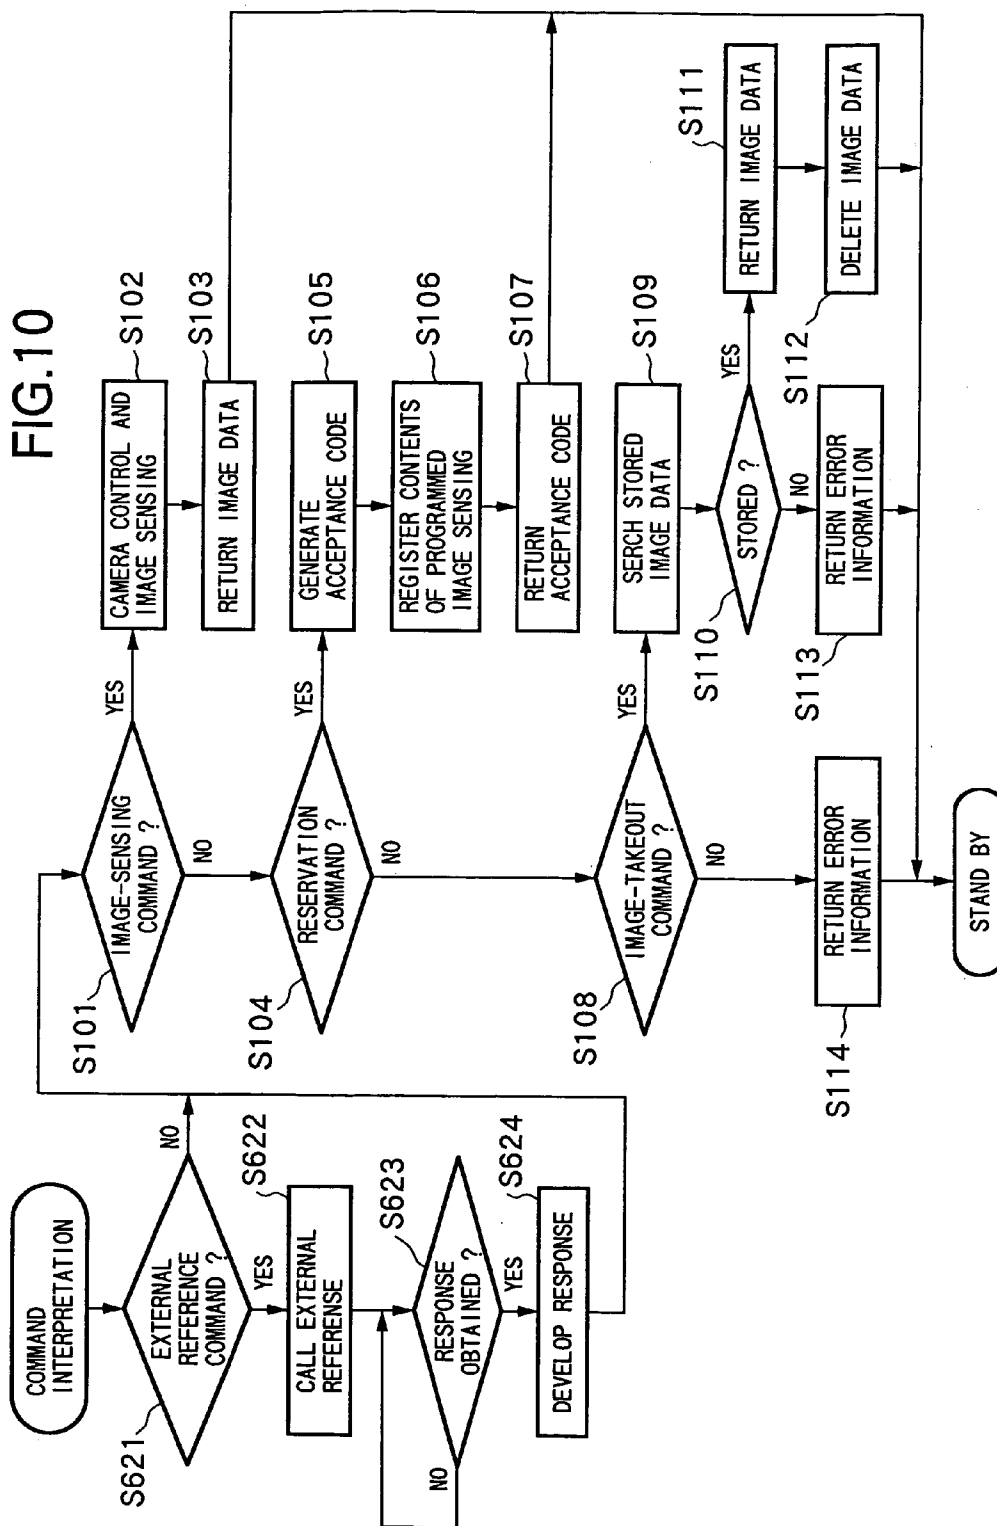 FIG.10
COMMAND
INTERPRETATION
S621
EXTERNAL
REFERENCE
COMMAND ?
NO
YES
S622
CALL EXTERNAL
REFERENSE
S623
RESPONSE
OBTAINED ?
NO
YES
S624
DEVELOP RESPONSE
S101
IMAGE-SENSING
COMMAND ?
YES
NO
S102
CAMERA CONTROL AND
IMAGE SENSING
S103
RETURN IMAGE DATA
S104
RESERVATION
COMMAND ?
YES
NO
S105
GENERATE
ACCEPTANCE CODE
S106
REGISTER CONTENTS
OF PROGRAMMED
IMAGE SENSING
S107
RETURN
ACCEPTANCE CODE
S108
IMAGE-TAKEOUT
COMMAND ?
YES
NO
S109
SERCH STORED
IMAGE DATA
S110
STORED ?
YES
NO
S111
RETURN IMAGE DATA
S112
DELETE IMAGE DATA
S113
RETURN ERROR
INFORMATION
S114
RETURN ERROR
INFORMATION
STAND BY